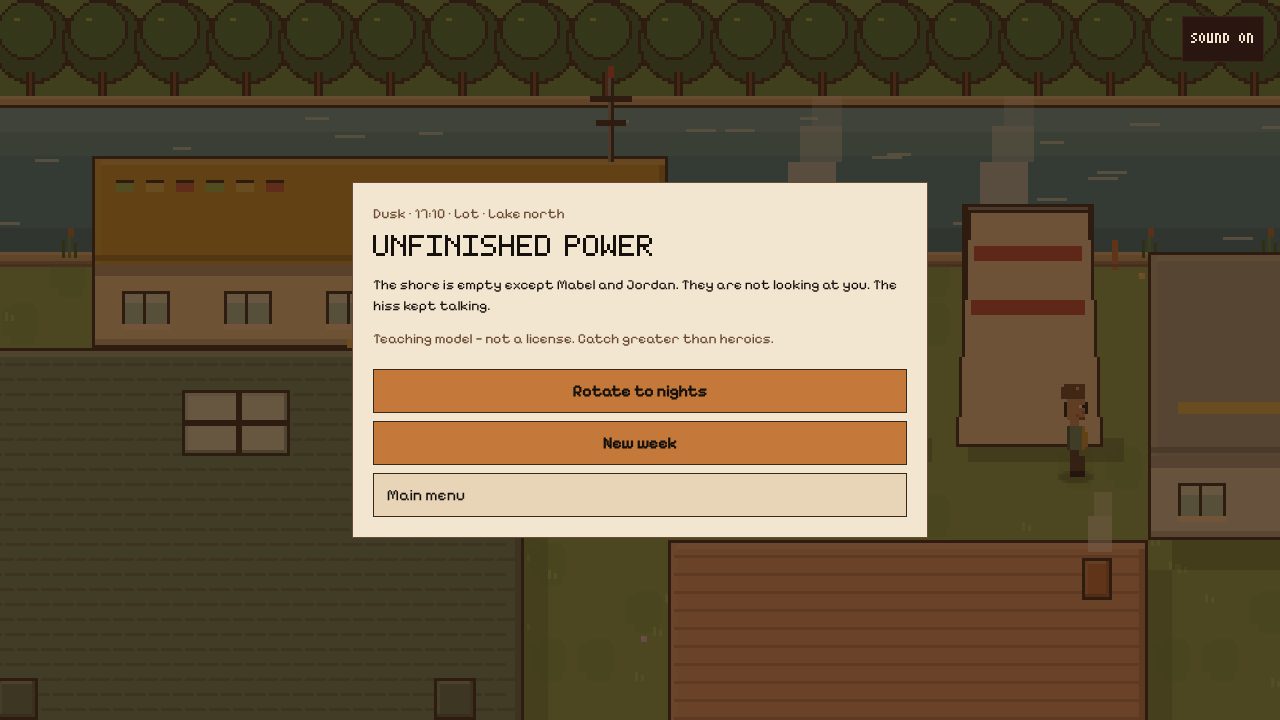 SOUND ON
Dusk · 17:10 · Lot · Lake north
UNFINISHED POWER
The shore is empty except Mabel and Jordan. They are not looking at you. The
hiss kept talking.
Teaching model - not a license. Catch greater than heroics.
Rotate to nights
New week
Main menu